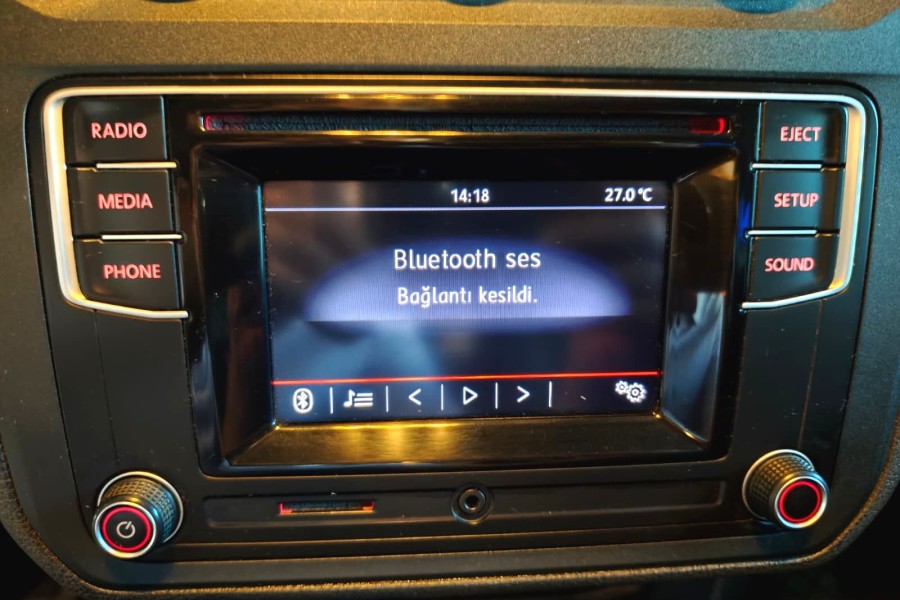 RADIO
MEDIA
PHONE
EJECT
SETUP
SOUND
14:18 27.0 °C
Bluetooth ses
Bağlantı kesildi.